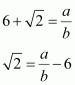 6 + √2 = a/b
√2 = a/b − 6